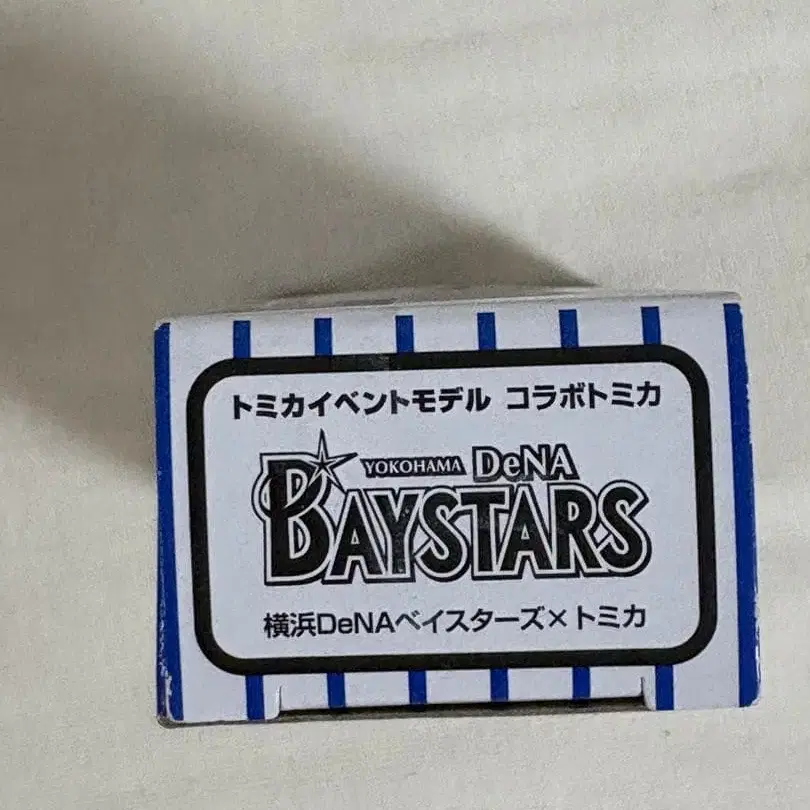 トミカイベントモデル コラボトミカ
YOKOHAMA DeNA
BAYSTARS
横浜DeNAベイスターズ×トミカ